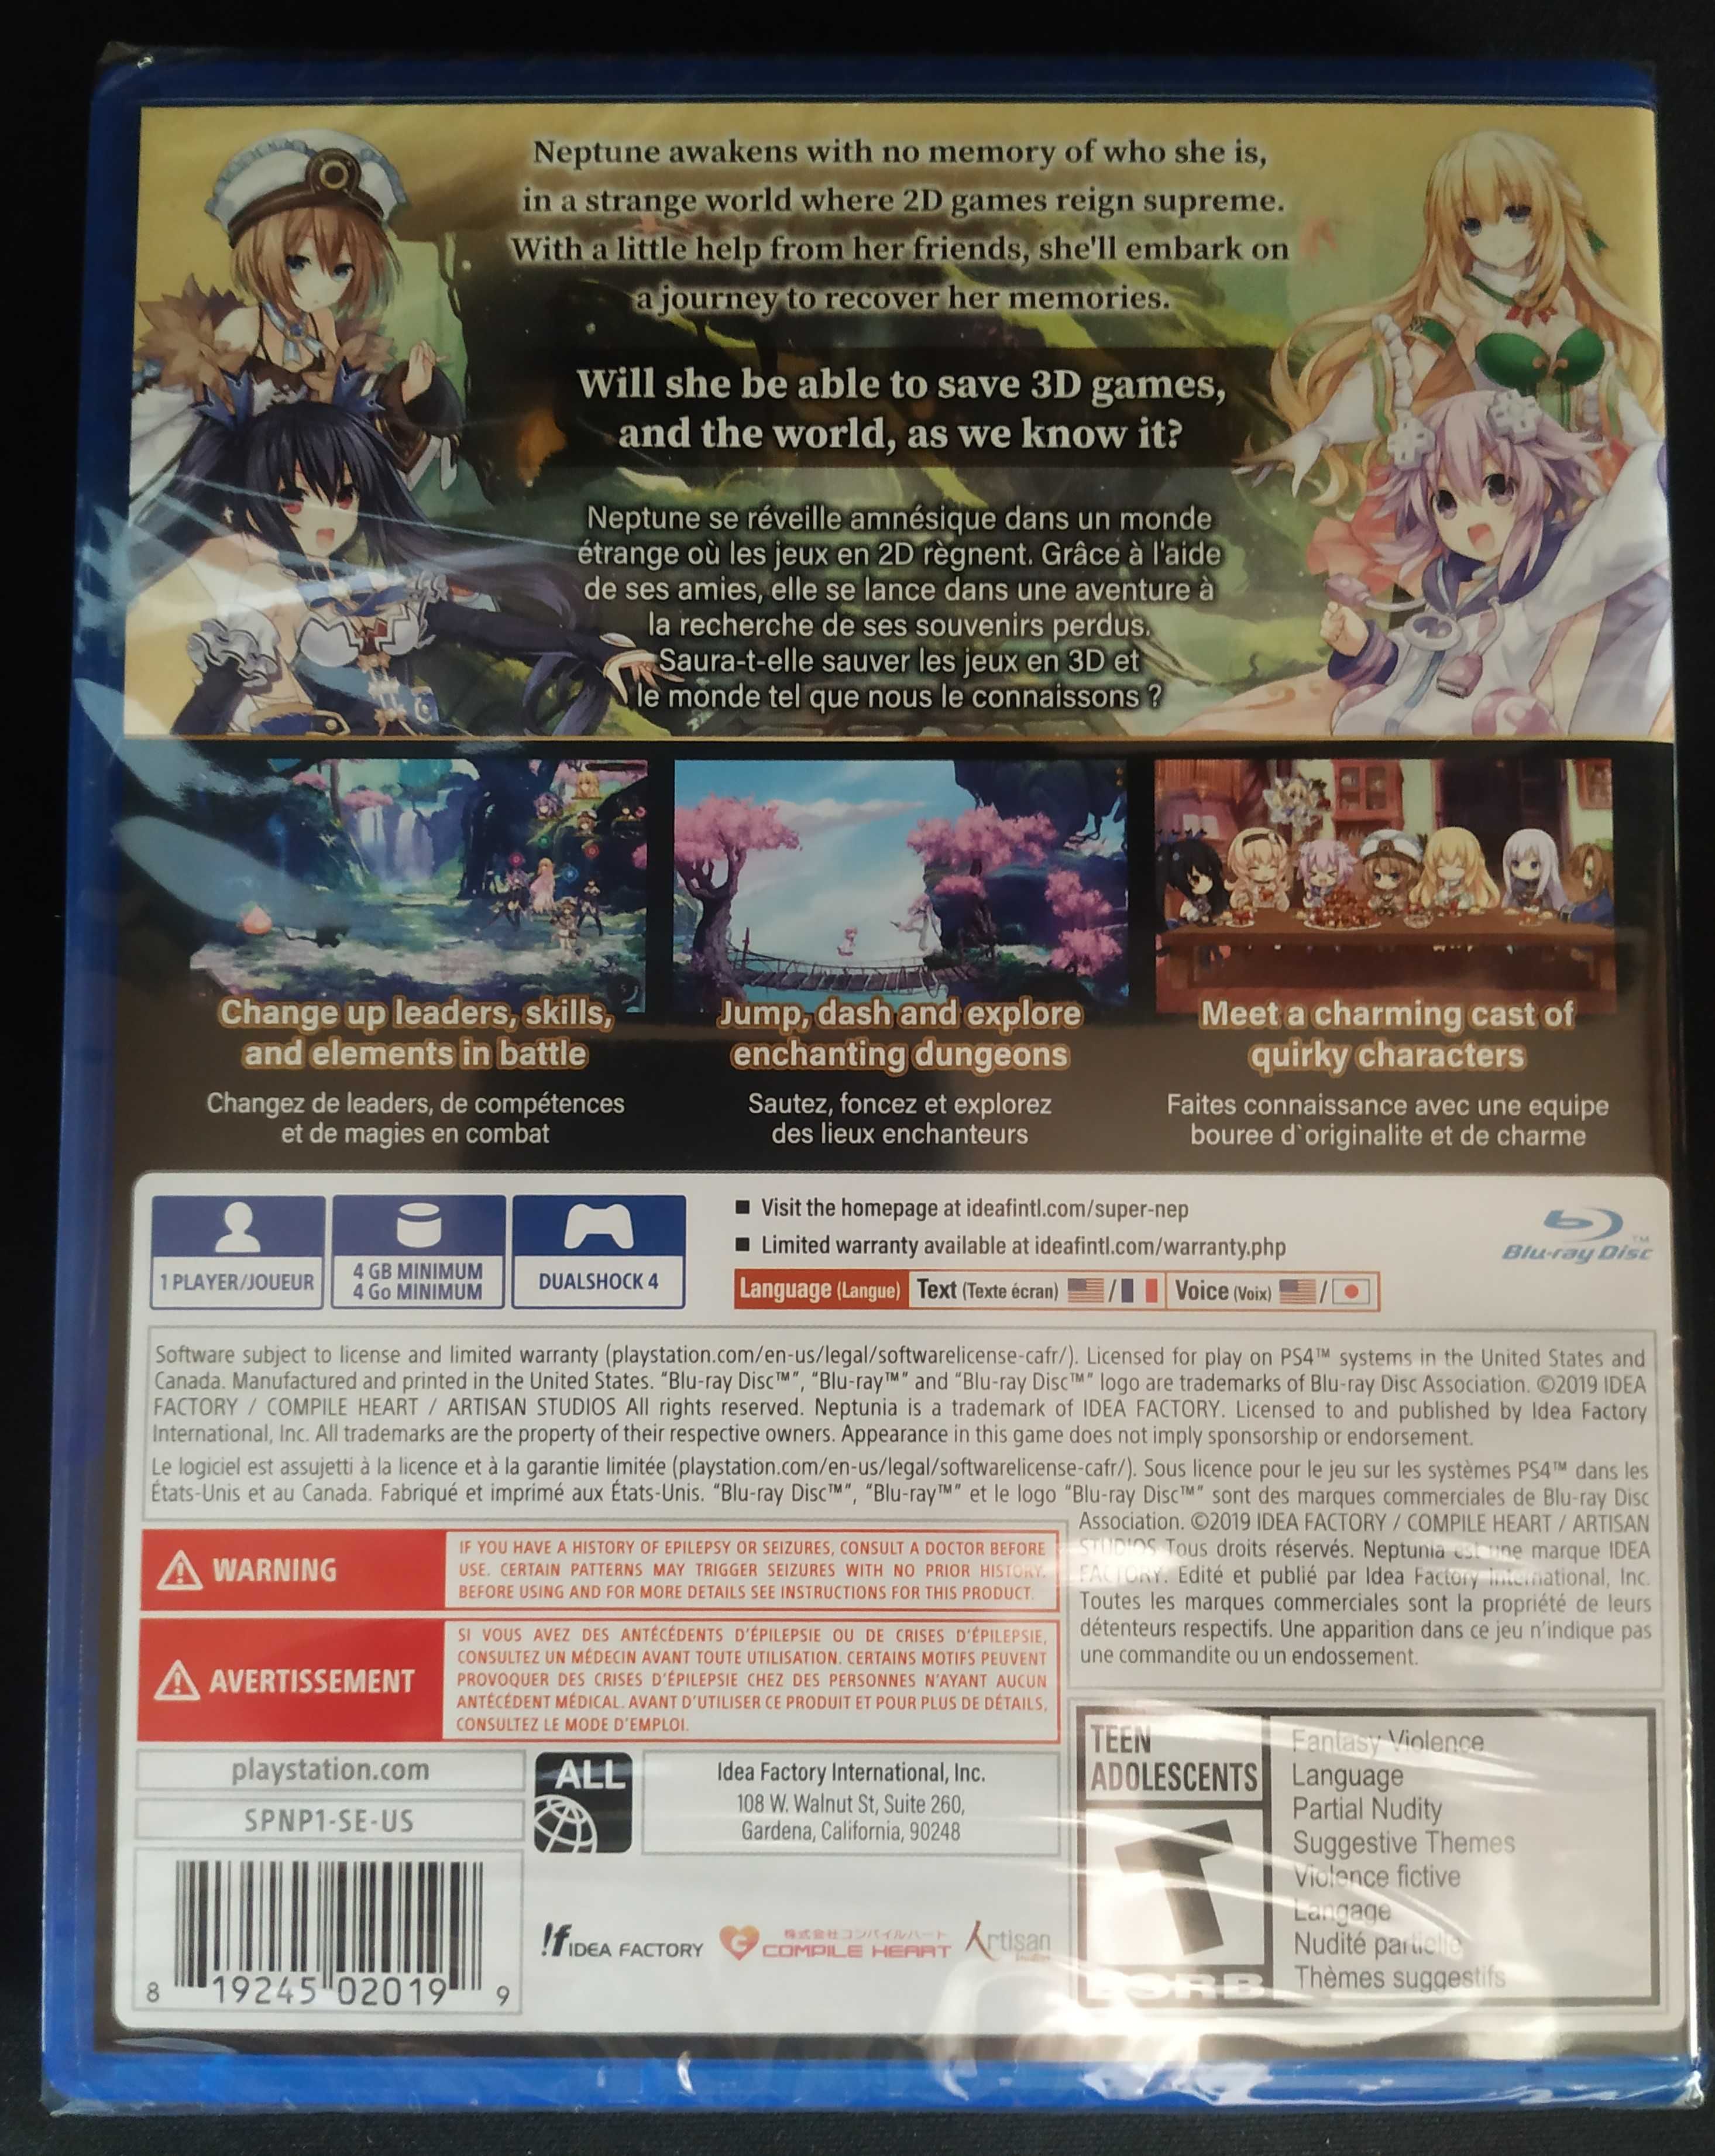 Neptune awakens with no memory of who she is,
in a strange world where 2D games reign supreme.
With a little help from her friends, she'll embark on
a journey to recover her memories.
Will she be able to save 3D games,
and the world, as we know it?
Neptune se réveille amnésique dans un monde
étrange où les jeux en 2D règnent. Grâce à l'aide
de ses amies, elle se lance dans une aventure à
la recherche de ses souvenirs perdus.
Saura-t-elle sauver les jeux en 3D et
le monde tel que nous le connaissons ?
Change up leaders, skills,
and elements in battle
Changez de leaders, de compétences
et de magies en combat
Jump, dash and explore
enchanting dungeons
Sautez, foncez et explorez
des lieux enchanteurs
Meet a charming cast of
quirky characters
Faites connaissance avec une equipe
bouree d`originalite et de charme
1 PLAYER/JOUEUR
4 GB MINIMUM
4 Go MINIMUM
DUALSHOCK 4
■ Visit the homepage at ideafintl.com/super-nep
■ Limited warranty available at ideafintl.com/warranty.php
Language (Langue) Text (Texte écran) / Voice (Voix) /
Blu-ray Disc™
Software subject to license and limited warranty (playstation.com/en-us/legal/softwarelicense-cafr/). Licensed for play on PS4™ systems in the United States and
Canada. Manufactured and printed in the United States. “Blu-ray Disc™”, “Blu-ray™” and “Blu-ray Disc™” logo are trademarks of Blu-ray Disc Association. ©2019 IDEA
FACTORY / COMPILE HEART / ARTISAN STUDIOS All rights reserved. Neptunia is a trademark of IDEA FACTORY. Licensed to and published by Idea Factory
International, Inc. All trademarks are the property of their respective owners. Appearance in this game does not imply sponsorship or endorsement.
Le logiciel est assujetti à la licence et à la garantie limitée (playstation.com/en-us/legal/softwarelicense-cafr/). Sous licence pour le jeu sur les systèmes PS4™ dans les
États-Unis et au Canada. Fabriqué et imprimé aux États-Unis. “Blu-ray Disc™”, “Blu-ray™” et le logo “Blu-ray Disc™” sont des marques commerciales de Blu-ray Disc
Association. ©2019 IDEA FACTORY / COMPILE HEART / ARTISAN
STUDIOS Tous droits réservés. Neptunia est une marque IDEA
FACTORY. Edité et publié par Idea Factory International, Inc.
Toutes les marques commerciales sont la propriété de leurs
détenteurs respectifs. Une apparition dans ce jeu n’indique pas
une commandite ou un endossement.
WARNING
IF YOU HAVE A HISTORY OF EPILEPSY OR SEIZURES, CONSULT A DOCTOR BEFORE
USE. CERTAIN PATTERNS MAY TRIGGER SEIZURES WITH NO PRIOR HISTORY.
BEFORE USING AND FOR MORE DETAILS SEE INSTRUCTIONS FOR THIS PRODUCT.
AVERTISSEMENT
SI VOUS AVEZ DES ANTÉCÉDENTS D’ÉPILEPSIE OU DE CRISES D’ÉPILEPSIE,
CONSULTEZ UN MÉDECIN AVANT TOUTE UTILISATION. CERTAINS MOTIFS PEUVENT
PROVOQUER DES CRISES D’ÉPILEPSIE CHEZ DES PERSONNES N’AYANT AUCUN
ANTÉCÉDENT MÉDICAL. AVANT D’UTILISER CE PRODUIT ET POUR PLUS DE DÉTAILS,
CONSULTEZ LE MODE D’EMPLOI.
playstation.com
SPNP1-SE-US
ALL
Idea Factory International, Inc.
108 W. Walnut St, Suite 260,
Gardena, California, 90248
TEEN
ADOLESCENTS
T
ESRB
Fantasy Violence
Language
Partial Nudity
Suggestive Themes
Violence fictive
Langage
Nudité partielle
Thèmes suggestifs
8 19245 02019 9
!f IDEA FACTORY
株式会社コンパイルハート
COMPILE HEART
Artisan
Studios